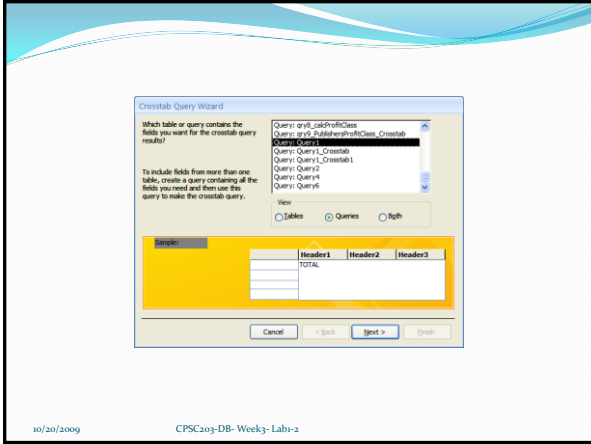 Crosstab Query Wizard
Which table or query contains the
fields you want for the crosstab query
results?
To include fields from more than one
table, create a query containing all the
fields you need and then use this
query to make the crosstab query.
Query: qry8_calcProfitClass
Query: qry9_PublishersProfitClass_Crosstab
Query: Query1
Query: Query1_Crosstab
Query: Query1_Crosstab1
Query: Query2
Query: Query4
Query: Query6
View
Tables Queries Both
Sample:
Header1 Header2 Header3
TOTAL
Cancel < Back Next > Finish
10/20/2009 CPSC203-DB- Week3- Lab1-2